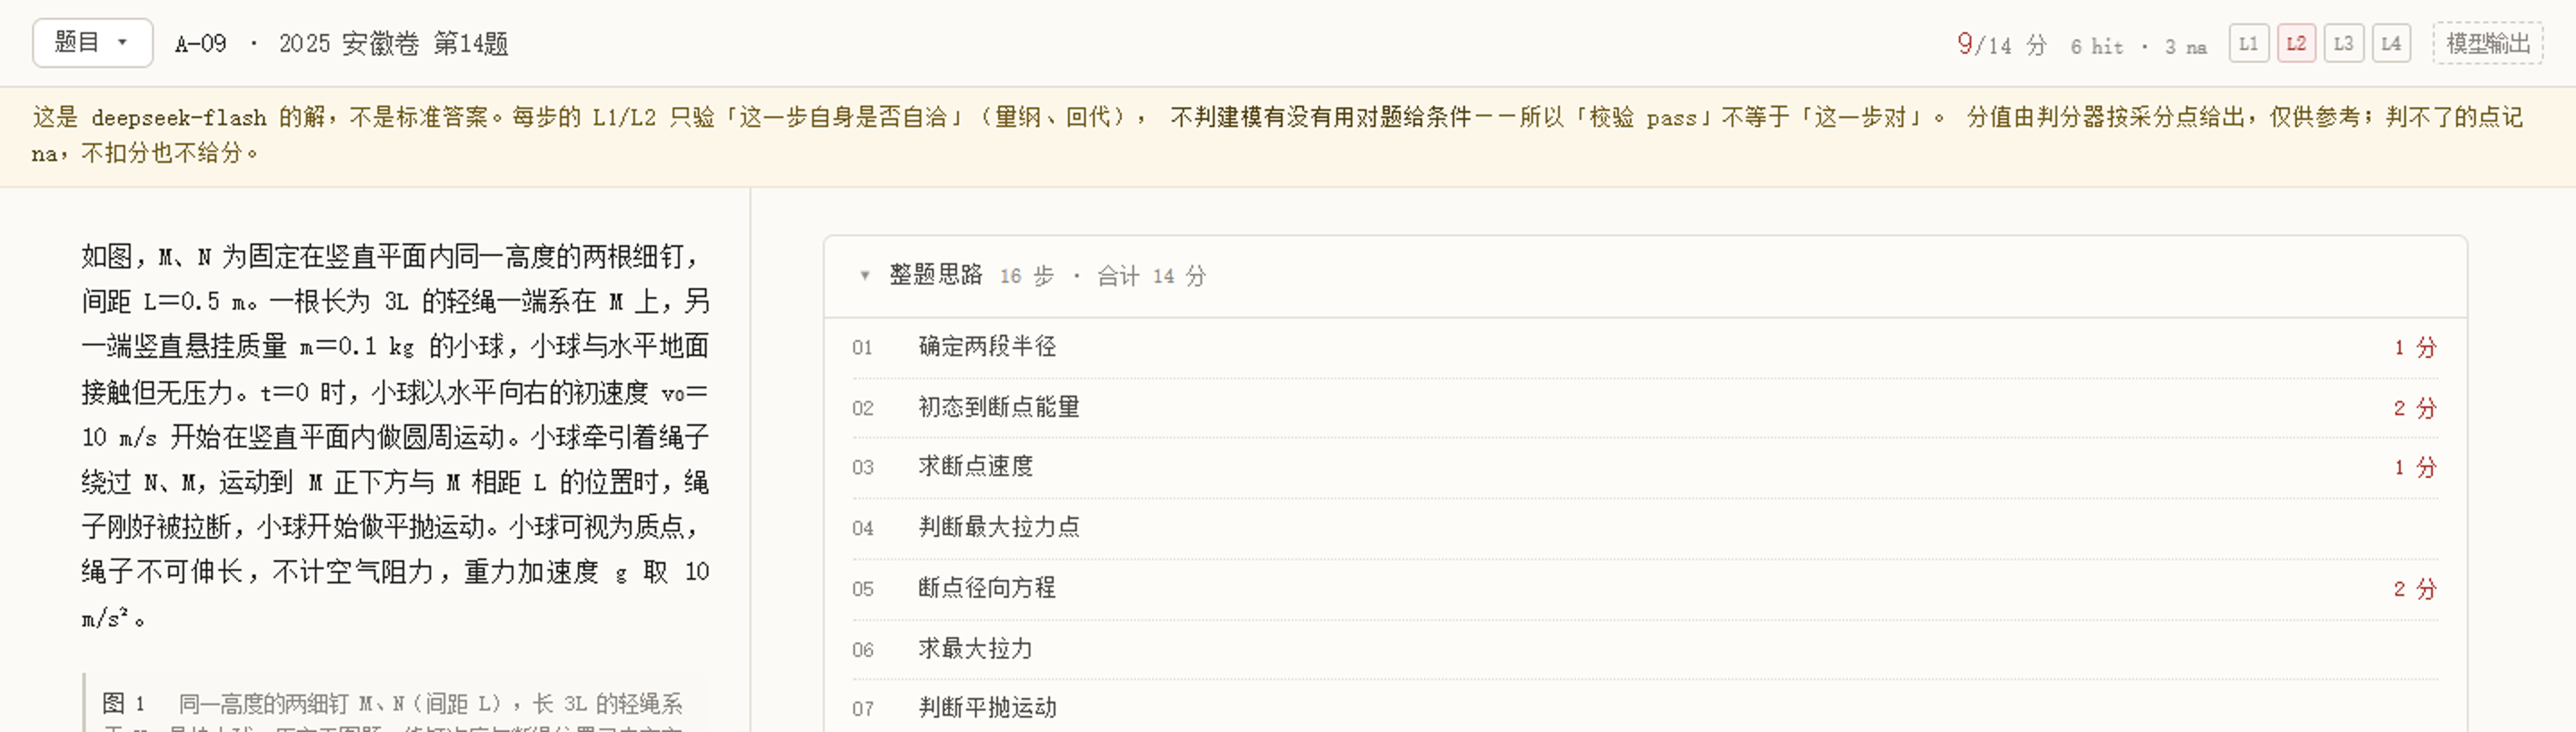 题目 ▾ A-09 · 2025 安徽卷 第14题 9/14 分 6 hit · 3 na L1 L2 L3 L4 模型输出
这是 deepseek-flash 的解，不是标准答案。每步的 L1/L2 只验「这一步自身是否自洽」（量纲、回代）， 不判建模有没有用对题给条件——所以「校验 pass」不等于「这一步对」。 分值由判分器按采分点给出，仅供参考；判不了的点记
na，不扣分也不给分。
如图，M、N 为固定在竖直平面内同一高度的两根细钉，
间距 L＝0.5 m。一根长为 3L 的轻绳一端系在 M 上，另
一端竖直悬挂质量 m＝0.1 kg 的小球，小球与水平地面
接触但无压力。t＝0 时，小球以水平向右的初速度 v₀＝
10 m/s 开始在竖直平面内做圆周运动。小球牵引着绳子
绕过 N、M，运动到 M 正下方与 M 相距 L 的位置时，绳
子刚好被拉断，小球开始做平抛运动。小球可视为质点，
绳子不可伸长，不计空气阻力，重力加速度 g 取 10
m/s²。
图 1 同一高度的两细钉 M、N（间距 L），长 3L 的轻绳系
▾ 整题思路 16 步 · 合计 14 分
01 确定两段半径 1 分
02 初态到断点能量 2 分
03 求断点速度 1 分
04 判断最大拉力点
05 断点径向方程 2 分
06 求最大拉力
07 判断平抛运动